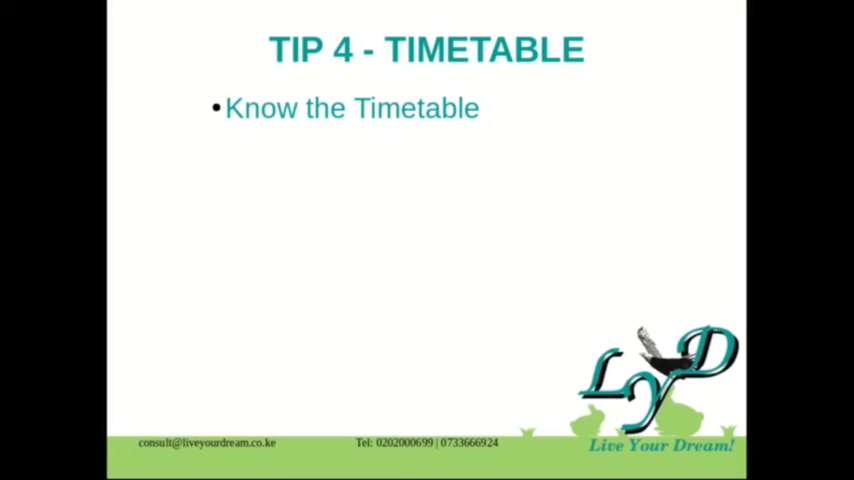 TIP 4 - TIMETABLE
•Know the Timetable
LYD
consult@liveyourdream.co.ke
Tel: 0202000699 | 0733666924
Live Your Dream!